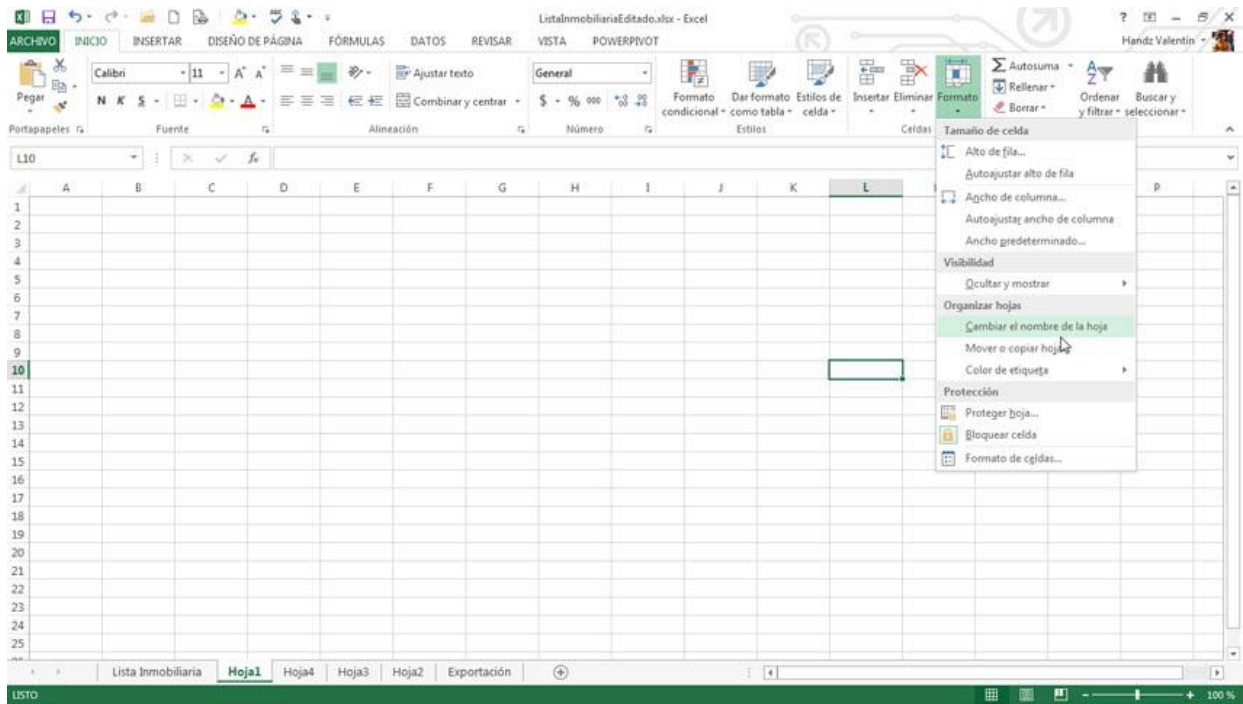 ListaInmobiliariaEditado.xlsx - Excel
?
ARCHIVO INICIO INSERTAR DISEÑO DE PÁGINA FÓRMULAS DATOS REVISAR VISTA POWERPIVOT Handz Valentin
Pegar
Calibri 11 A A
Ajustar texto
General
Formato condicional
Dar formato como tabla
Estilos de celda
Insertar Eliminar Formato
Autosuma
Rellenar
Borrar
Ordenar y filtrar
Buscar y seleccionar
N K S A
Combinar y centrar
$ % 000
Portapapeles Fuente Alineación Número Estilos Celdas
L10 fx
A B C D E F G H I J K L P
1
2
3
4
5
6
7
8
9
10
11
12
13
14
15
16
17
18
19
20
21
22
23
24
25
Tamaño de celda
Alto de fila...
Autoajustar alto de fila
Ancho de columna...
Autoajustar ancho de columna
Ancho predeterminado...
Visibilidad
Ocultar y mostrar
Organizar hojas
Cambiar el nombre de la hoja
Mover o copiar hoja
Color de etiqueta
Protección
Proteger hoja...
Bloquear celda
Formato de celdas...
Lista Inmobiliaria Hoja1 Hoja4 Hoja3 Hoja2 Exportación
LISTO 100 %